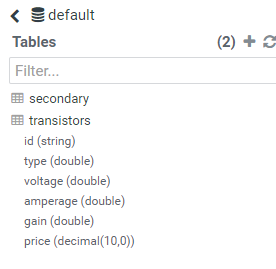 default
Tables (2)
Filter...
secondary
transistors
id (string)
type (double)
voltage (double)
amperage (double)
gain (double)
price (decimal(10,0))